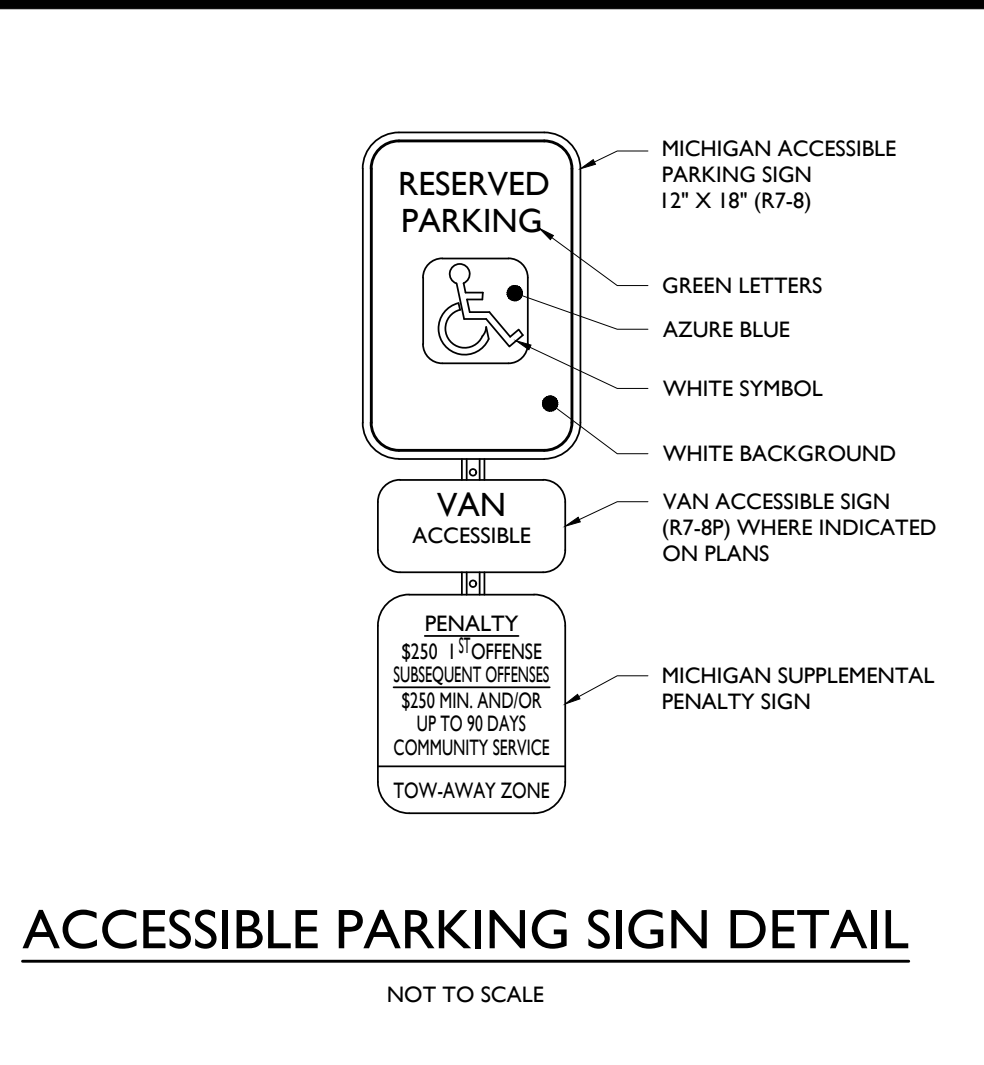 RESERVED
PARKING
VAN
ACCESSIBLE
PENALTY
$250 1ST OFFENSE
SUBSEQUENT OFFENSES
$250 MIN. AND/OR
UP TO 90 DAYS
COMMUNITY SERVICE
TOW-AWAY ZONE
MICHIGAN ACCESSIBLE
PARKING SIGN
12" X 18" (R7-8)
GREEN LETTERS
AZURE BLUE
WHITE SYMBOL
WHITE BACKGROUND
VAN ACCESSIBLE SIGN
(R7-8P) WHERE INDICATED
ON PLANS
MICHIGAN SUPPLEMENTAL
PENALTY SIGN
ACCESSIBLE PARKING SIGN DETAIL
NOT TO SCALE